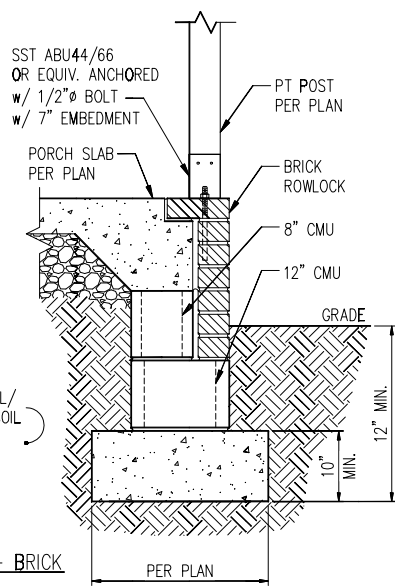 SST ABU44/66
OR EQUIV. ANCHORED
w/ 1/2"ø BOLT
w/ 7" EMBEDMENT
PT POST
PER PLAN
PORCH SLAB
PER PLAN
BRICK
ROWLOCK
8" CMU
12" CMU
GRADE
12" MIN.
10"
MIN.
L/
OIL
PER PLAN
BRICK